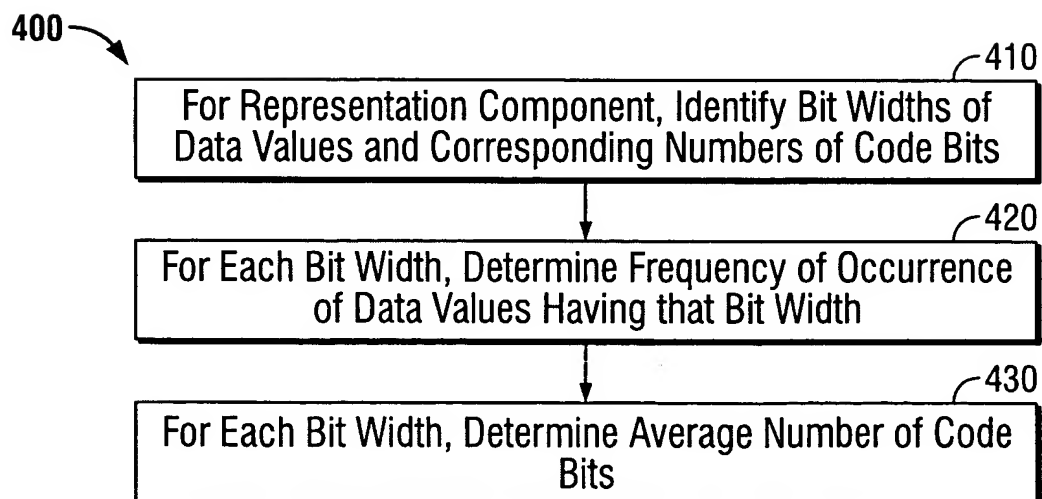 400
410
For Representation Component, Identify Bit Widths of
Data Values and Corresponding Numbers of Code Bits
420
For Each Bit Width, Determine Frequency of Occurrence
of Data Values Having that Bit Width
430
For Each Bit Width, Determine Average Number of Code
Bits